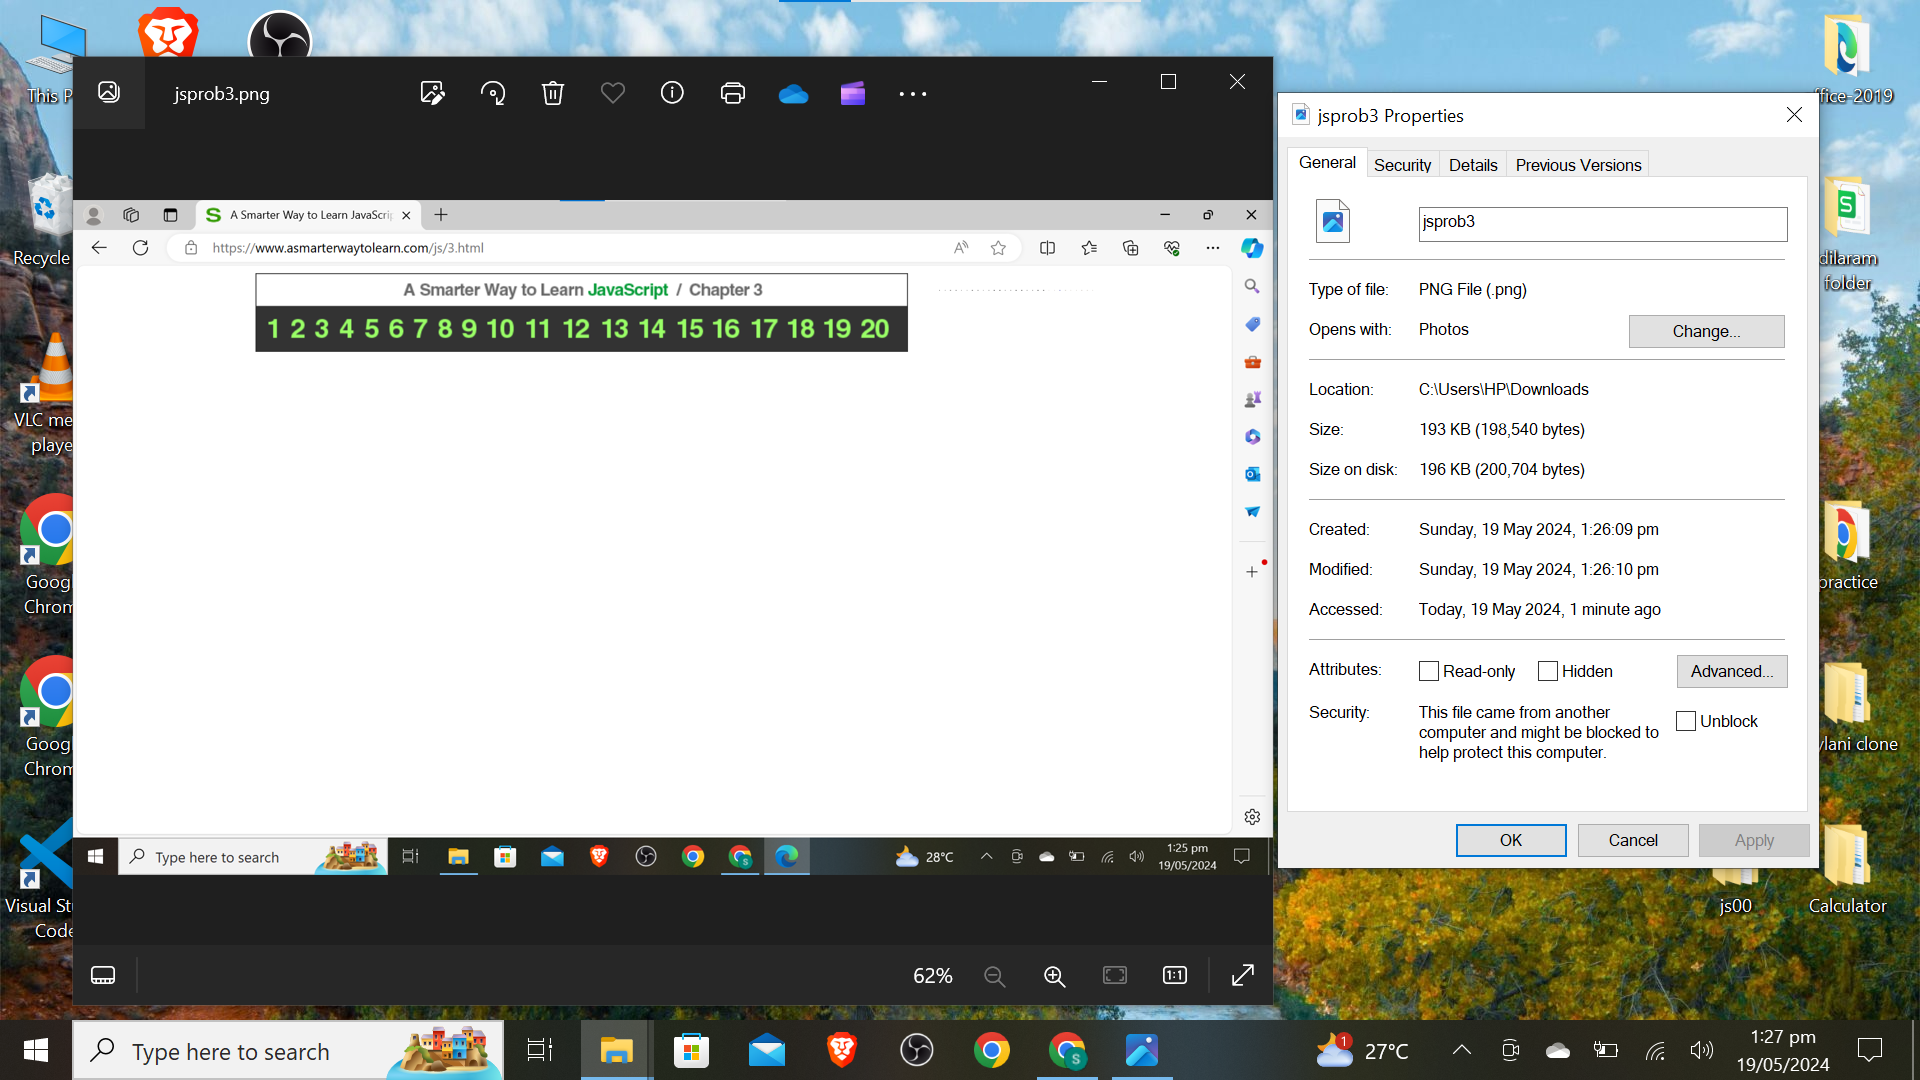 This P
jsprob3.png
A Smarter Way to Learn JavaScrip
https://www.asmarterwaytolearn.com/js/3.html
A Smarter Way to Learn JavaScript / Chapter 3
1 2 3 4 5 6 7 8 9 10 11 12 13 14 15 16 17 18 19 20
Type here to search
28°C
1:25 pm
19/05/2024
62%
jsprob3 Properties
General
Security
Details
Previous Versions
jsprob3
Type of file: PNG File (.png)
Opens with: Photos
Change...
Location: C:\Users\HP\Downloads
Size: 193 KB (198,540 bytes)
Size on disk: 196 KB (200,704 bytes)
Created: Sunday, 19 May 2024, 1:26:09 pm
Modified: Sunday, 19 May 2024, 1:26:10 pm
Accessed: Today, 19 May 2024, 1 minute ago
Attributes: Read-only Hidden
Advanced...
Security: This file came from another
computer and might be blocked to
help protect this computer.
Unblock
OK
Cancel
Apply
Recycle
VLC me
playe
Goog
Chrom
Goog
Chrom
Visual Stu
Code
ffice-2019
dilaram
folder
practice
ylani clone
js00
Calculator
Type here to search
1
27°C
1:27 pm
19/05/2024